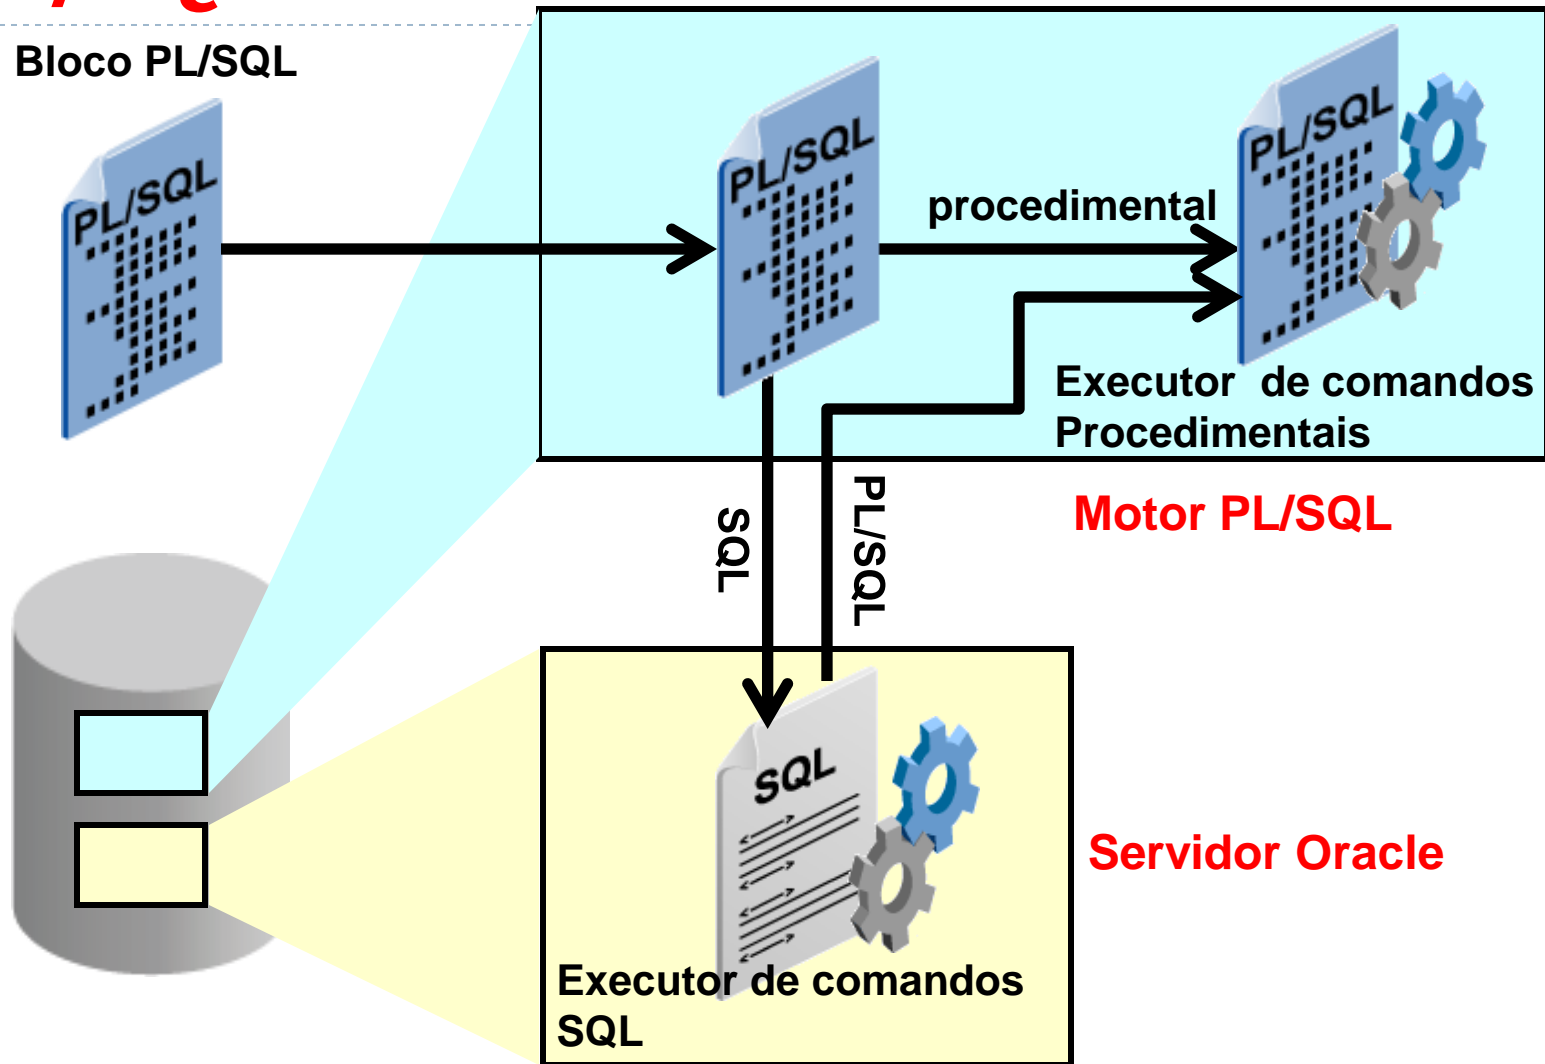 Bloco PL/SQL
PL/SQL
PL/SQL
PL/SQL
procedimental
Executor de comandos
Procedimentais
SQL
PL/SQL
Motor PL/SQL
SQL
Servidor Oracle
Executor de comandos
SQL